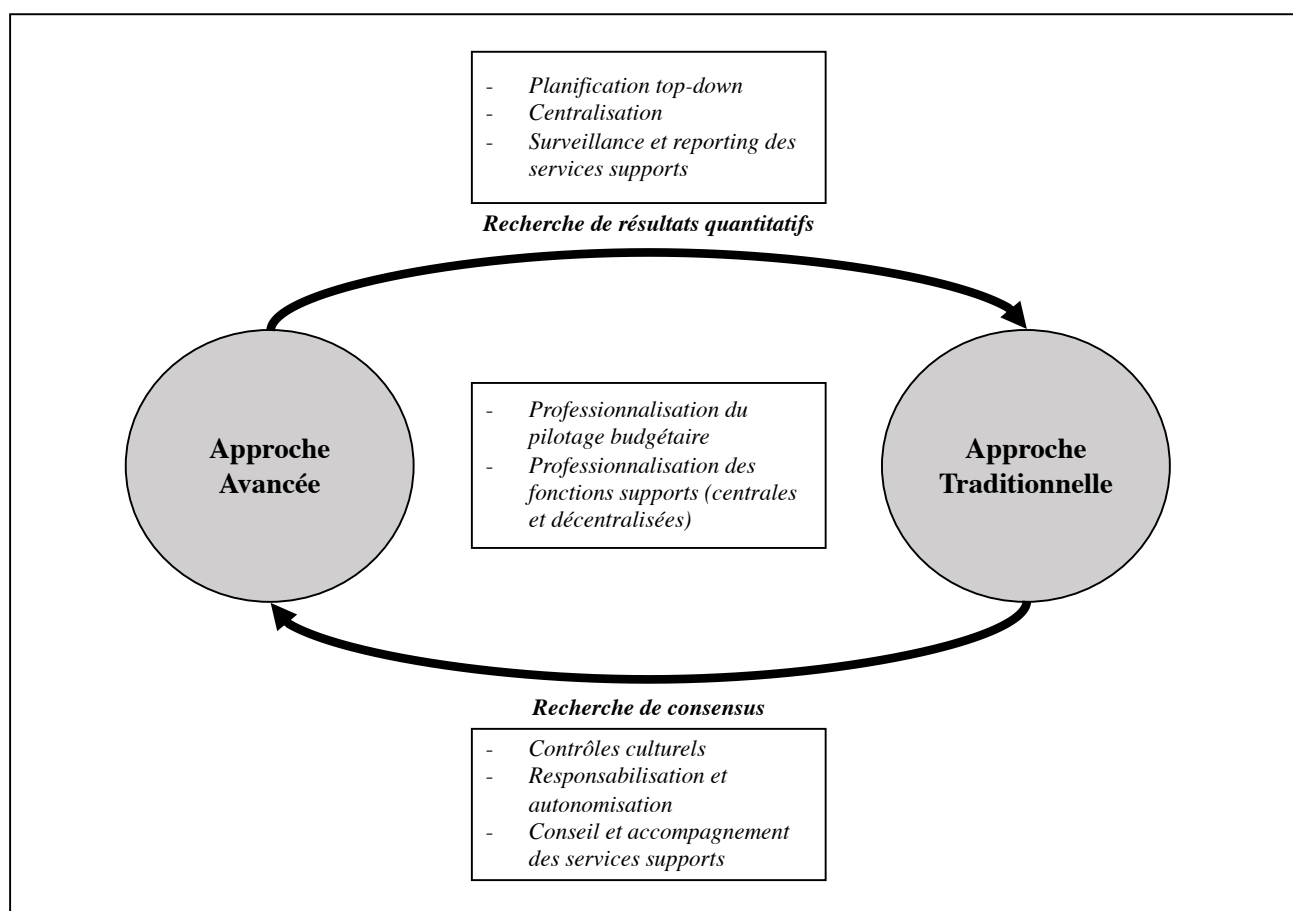 - Planification top-down
- Centralisation
- Surveillance et reporting des
services supports
Recherche de résultats quantitatifs
Approche
Avancée
- Professionnalisation du
pilotage budgétaire
- Professionnalisation des
fonctions supports (centrales
et décentralisées)
Approche
Traditionnelle
Recherche de consensus
- Contrôles culturels
- Responsabilisation et
autonomisation
- Conseil et accompagnement
des services supports